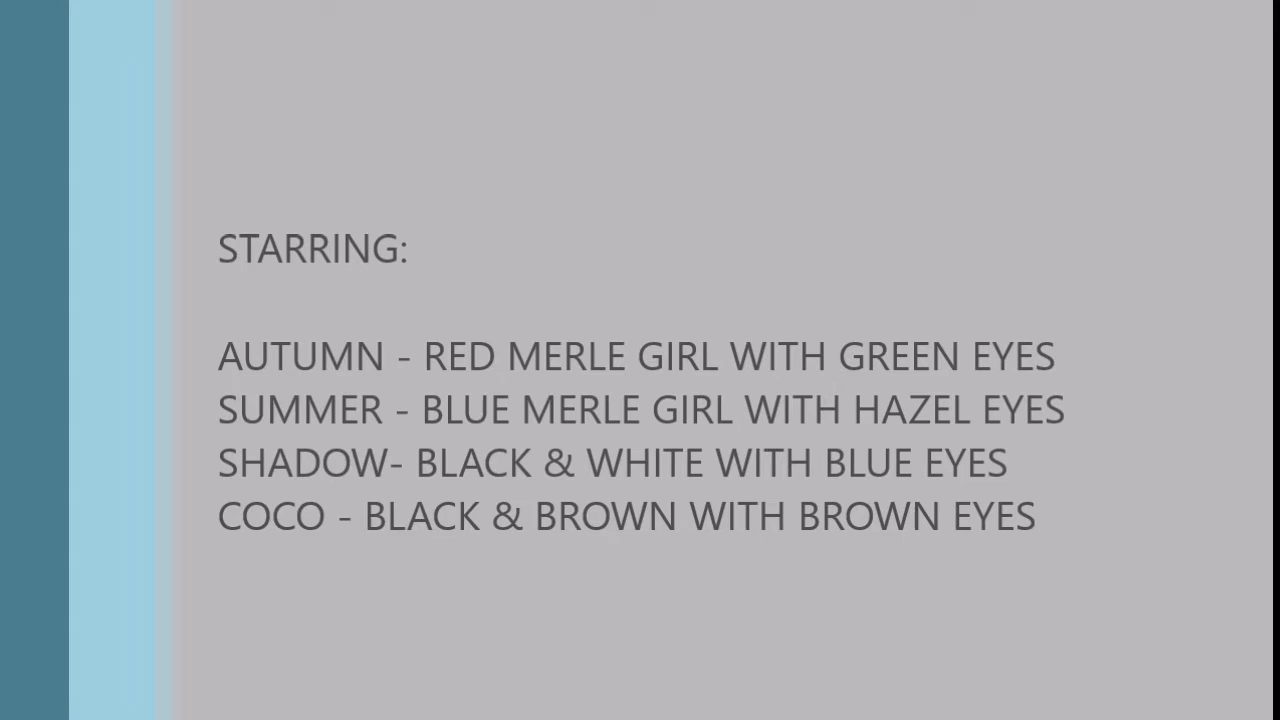 STARRING:
AUTUMN - RED MERLE GIRL WITH GREEN EYES
SUMMER - BLUE MERLE GIRL WITH HAZEL EYES
SHADOW- BLACK & WHITE WITH BLUE EYES
COCO - BLACK & BROWN WITH BROWN EYES